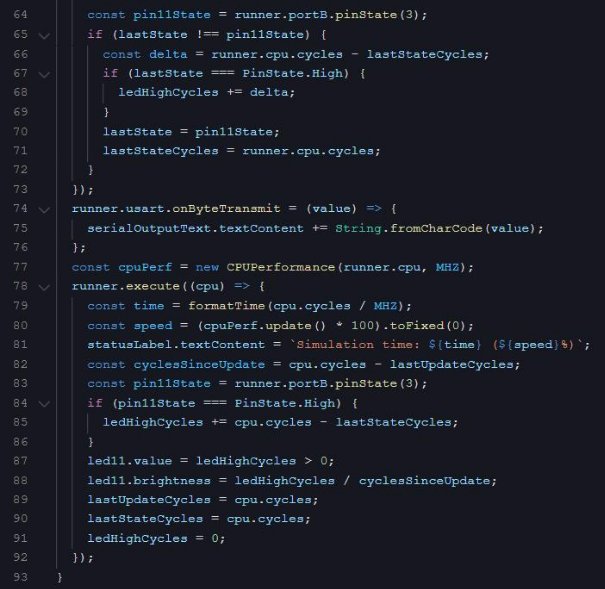 64 const pin11State = runner.portB.pinState(3);
65 if (lastState !== pin11State) {
66 const delta = runner.cpu.cycles - lastStateCycles;
67 if (lastState === PinState.High) {
68 ledHighCycles += delta;
69 }
70 lastState = pin11State;
71 lastStateCycles = runner.cpu.cycles;
72 }
73 });
74 runner.usart.onByteTransmit = (value) => {
75 serialOutputText.textContent += String.fromCharCode(value);
76 };
77 const cpuPerf = new CPUPerformance(runner.cpu, MHZ);
78 runner.execute((cpu) => {
79 const time = formatTime(cpu.cycles / MHZ);
80 const speed = (cpuPerf.update() * 100).toFixed(0);
81 statusLabel.textContent = `Simulation time: ${time} (${speed}%)`;
82 const cyclesSinceUpdate = cpu.cycles - lastUpdateCycles;
83 const pin11State = runner.portB.pinState(3);
84 if (pin11State === PinState.High) {
85 ledHighCycles += cpu.cycles - lastStateCycles;
86 }
87 led11.value = ledHighCycles > 0;
88 led11.brightness = ledHighCycles / cyclesSinceUpdate;
89 lastUpdateCycles = cpu.cycles;
90 lastStateCycles = cpu.cycles;
91 ledHighCycles = 0;
92 });
93 }